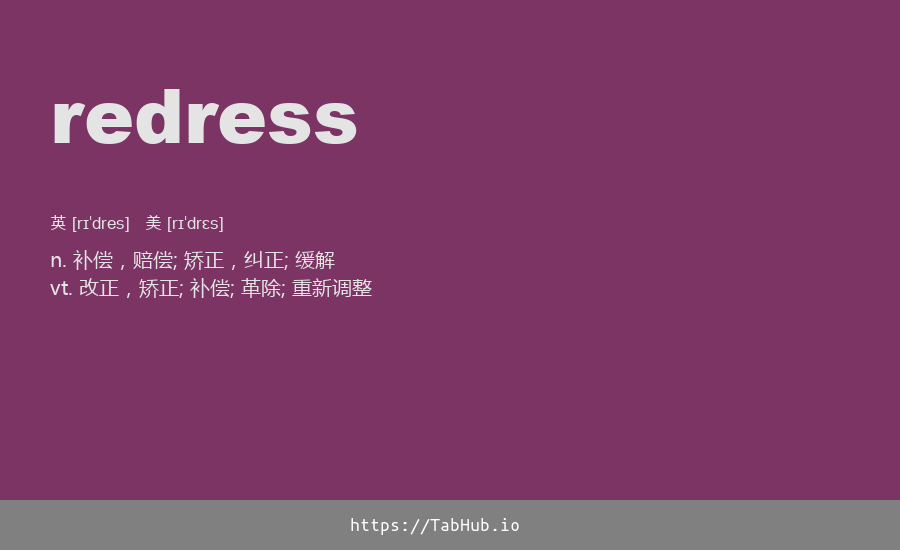 redress
英 [rɪˈdres] 美 [rɪˈdrɛs]
n. 补偿，赔偿; 矫正，纠正; 缓解
vt. 改正，矫正; 补偿; 革除; 重新调整
https://TabHub.io